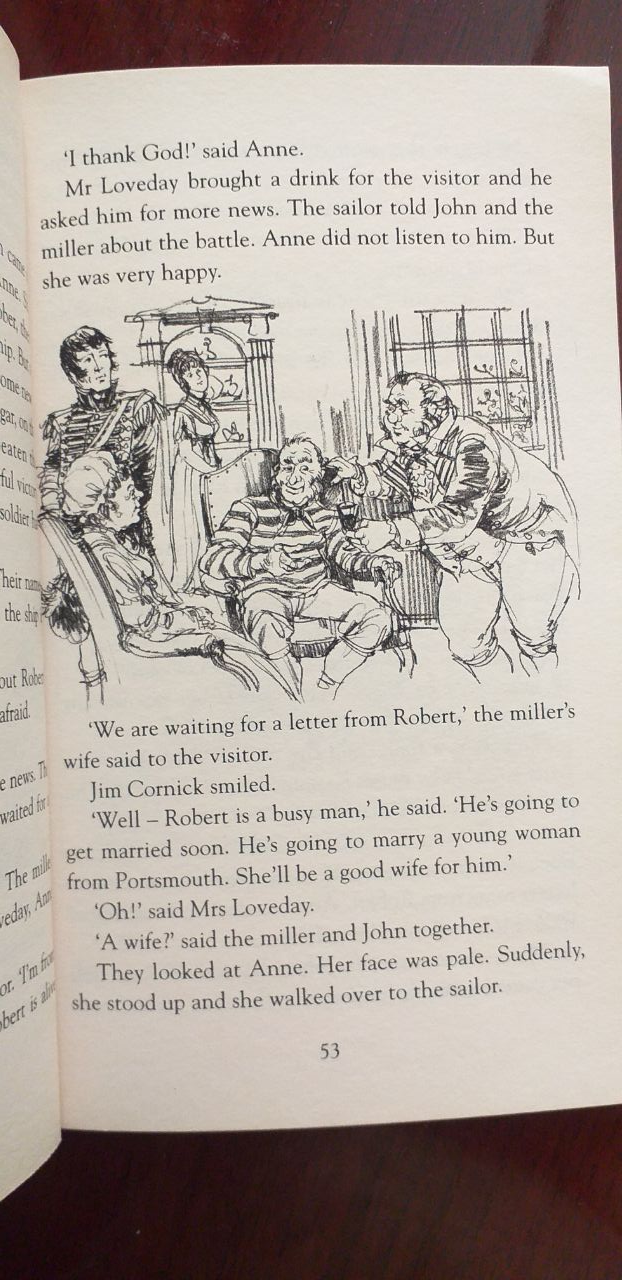 ‘I thank God!’ said Anne.
Mr Loveday brought a drink for the visitor and he
asked him for more news. The sailor told John and the
miller about the battle. Anne did not listen to him. But
she was very happy.
‘We are waiting for a letter from Robert,’ the miller’s
wife said to the visitor.
Jim Cornick smiled.
‘Well – Robert is a busy man,’ he said. ‘He’s going to
get married soon. He’s going to marry a young woman
from Portsmouth. She’ll be a good wife for him.’
‘Oh!’ said Mrs Loveday.
‘A wife?’ said the miller and John together.
They looked at Anne. Her face was pale. Suddenly,
she stood up and she walked over to the sailor.
53